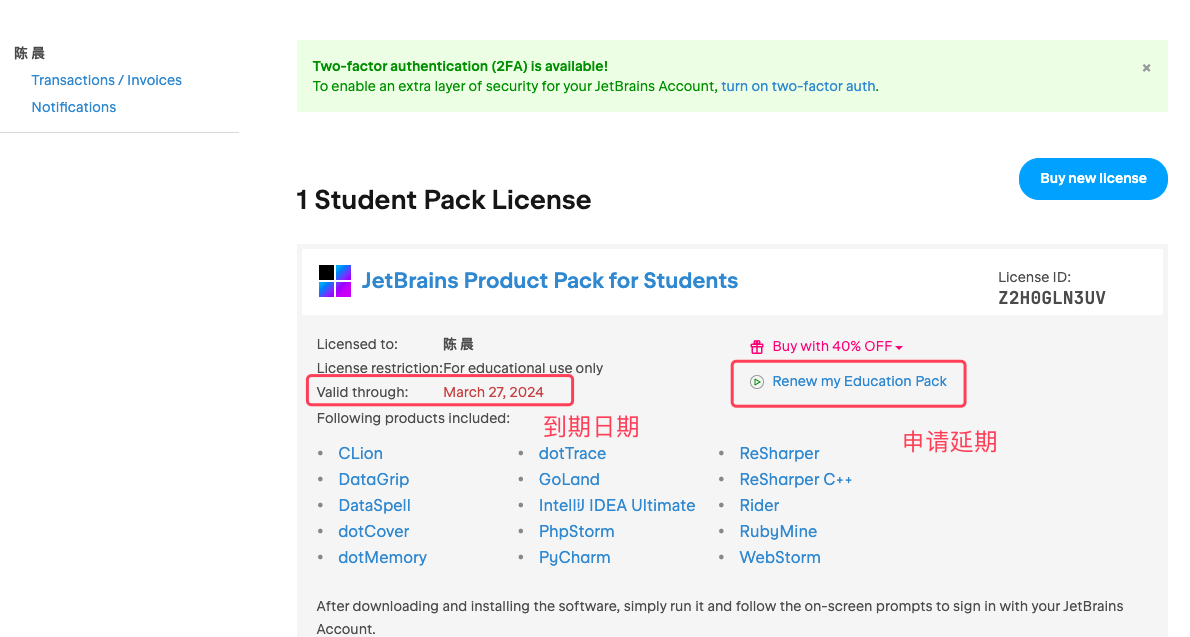 陈 晨
Transactions / Invoices
Notifications
Two-factor authentication (2FA) is available!
To enable an extra layer of security for your JetBrains Account, turn on two-factor auth.
×
Buy new license
1 Student Pack License
JetBrains Product Pack for Students
License ID:
Z2H0GLN3UV
Licensed to: 陈 晨
License restriction:For educational use only
Valid through: March 27, 2024
Following products included:
Buy with 40% OFF
Renew my Education Pack
到期日期
申请延期
• CLion
• DataGrip
• DataSpell
• dotCover
• dotMemory
• dotTrace
• GoLand
• IntelliJ IDEA Ultimate
• PhpStorm
• PyCharm
• ReSharper
• ReSharper C++
• Rider
• RubyMine
• WebStorm
After downloading and installing the software, simply run it and follow the on-screen prompts to sign in with your JetBrains
Account.